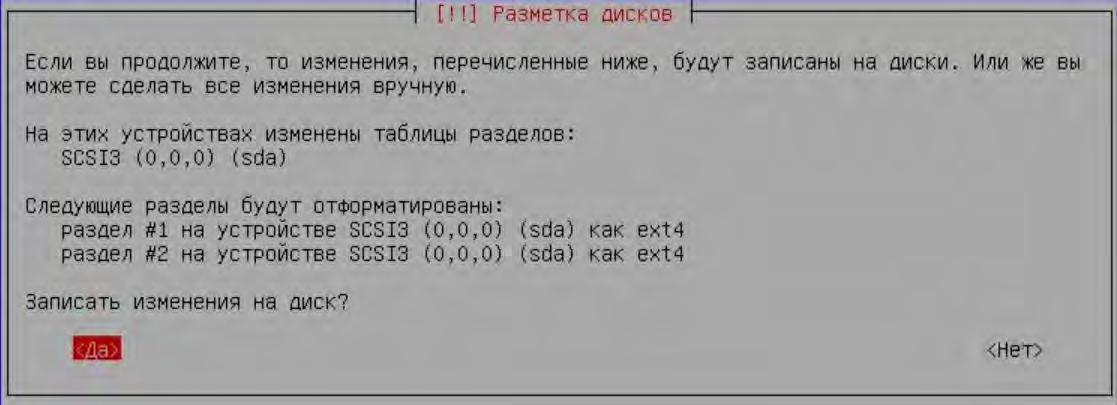 [!!] Разметка дисков
Если вы продолжите, то изменения, перечисленные ниже, будут записаны на диски. Или же вы
можете сделать все изменения вручную.
На этих устройствах изменены таблицы разделов:
SCSI3 (0,0,0) (sda)
Следующие разделы будут отформатированы:
раздел #1 на устройстве SCSI3 (0,0,0) (sda) как ext4
раздел #2 на устройстве SCSI3 (0,0,0) (sda) как ext4
Записать изменения на диск?
<Да> <Нет>